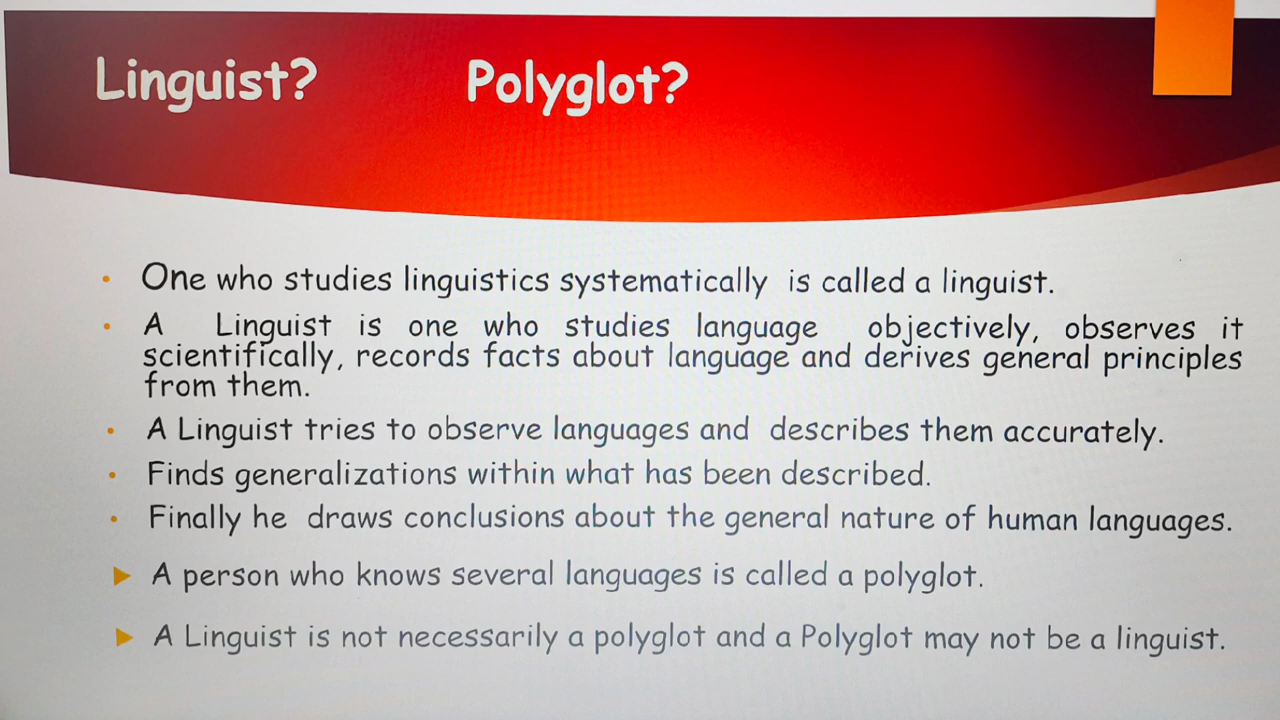 Linguist? Polyglot?
• One who studies linguistics systematically is called a linguist.
• A Linguist is one who studies language objectively, observes it
scientifically, records facts about language and derives general principles
from them.
• A Linguist tries to observe languages and describes them accurately.
• Finds generalizations within what has been described.
• Finally he draws conclusions about the general nature of human languages.
▶ A person who knows several languages is called a polyglot.
▶ A Linguist is not necessarily a polyglot and a Polyglot may not be a linguist.